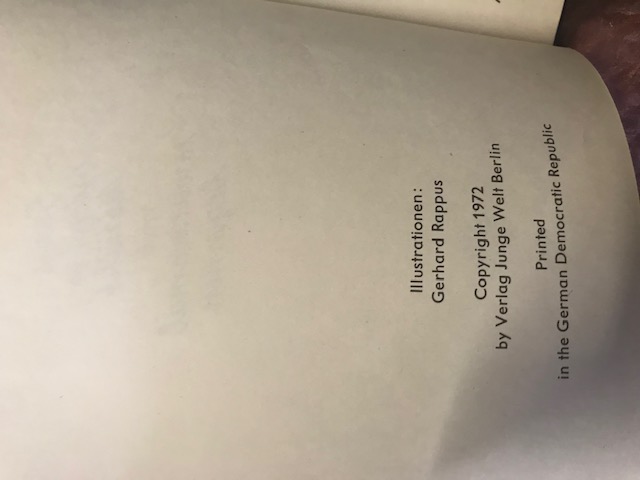 Illustrationen:
Gerhard Rappus
Copyright 1972
by Verlag Junge Welt Berlin
Printed
in the German Democratic Republic